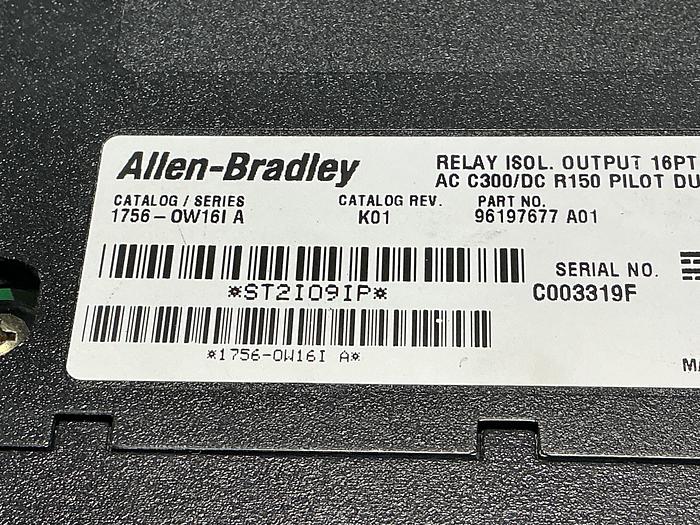 Allen-Bradley
RELAY ISOL. OUTPUT 16PT
AC C300/DC R150 PILOT DU
CATALOG / SERIES CATALOG REV. PART NO.
1756-OW16I A K01 96197677 A01
SERIAL NO.
*ST2IO9IP* C003319F
*1756-OW16I A*